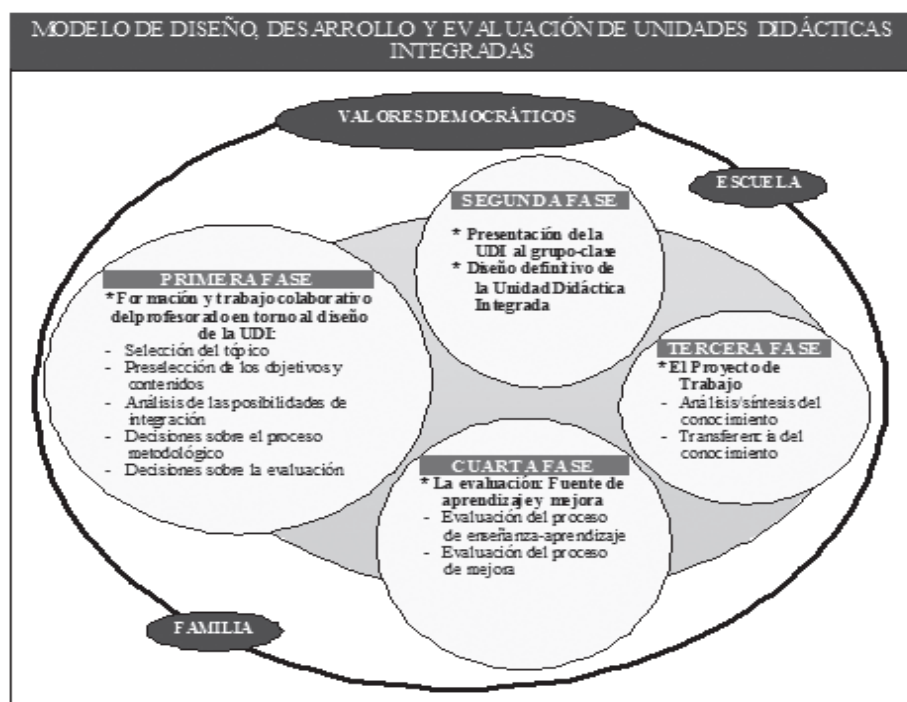 MODELO DE DISEÑO, DESARROLLO Y EVALUACIÓN DE UNIDADES DIDÁCTICAS
INTEGRADAS
VALORES DEMOCRÁTICOS
ESCUELA
SEGUNDA FASE
* Presentación de la
UDI al grupo-clase
* Diseño definitivo de
la Unidad Didáctica
Integrada
PRIMERA FASE
*Formación y trabajo colaborativo
del profesorado en torno al diseño
de la UDI:
- Selección del tópico
- Preselección de los objetivos y
contenidos
- Análisis de las posibilidades de
integración
- Decisiones sobre el proceso
metodológico
- Decisiones sobre la evaluación
TERCERA FASE
* El Proyecto de
Trabajo
- Análisis/síntesis del
conocimiento
- Transferencia del
conocimiento
CUARTA FASE
* La evaluación: Fuente de
aprendizaje y mejora
- Evaluación del proceso
de enseñanza-aprendizaje
- Evaluación del proceso
de mejora
FAMILIA